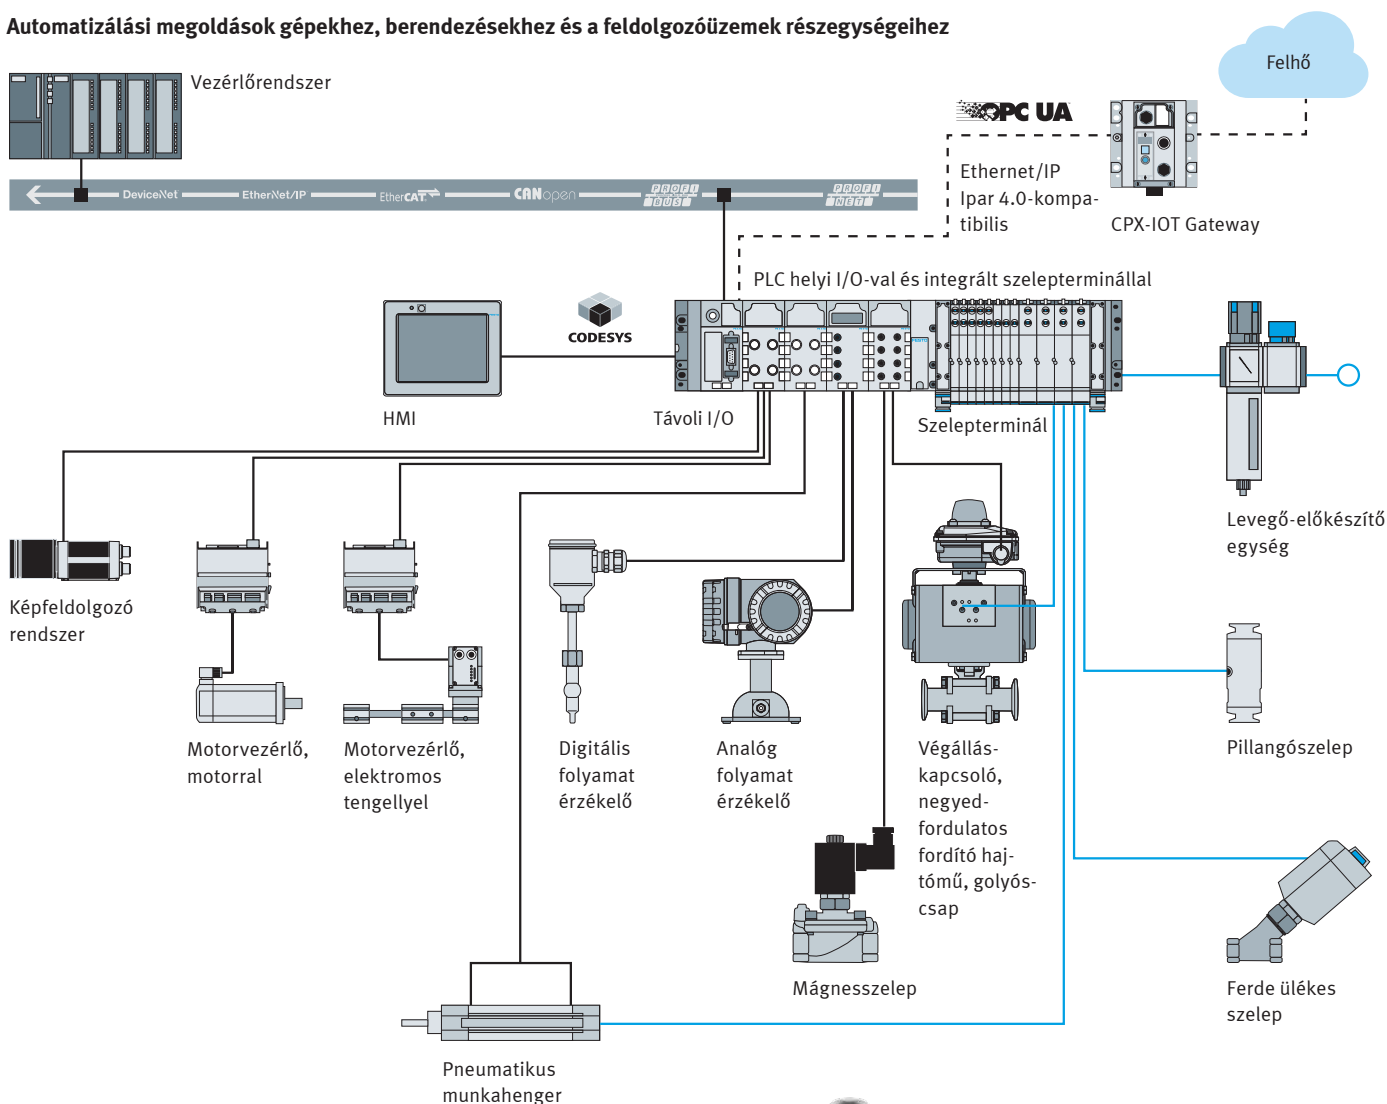 Automatizálási megoldások gépekhez, berendezésekhez és a feldolgozóüzemek részegységeihez
Vezérlőrendszer
Felhő
OPC UA
DeviceNet
EtherNet/IP
EtherCAT
CANopen
PROFI
BUS
PROFI
NET
Ethernet/IP
Ipar 4.0-kompa-
tibilis
CPX-IOT Gateway
PLC helyi I/O-val és integrált szelepterminállal
CODESYS
HMI
Távoli I/O
Szelepterminál
Levegő-előkészítő
egység
Képfeldolgozó
rendszer
Motorvezérlő,
motorral
Motorvezérlő,
elektromos
tengellyel
Digitális
folyamat
érzékelő
Analóg
folyamat
érzékelő
Végállás-
kapcsoló,
negyed-
fordulatos
fordító haj-
tómű, golyós-
csap
Pillangószelep
Mágnesszelep
Ferde ülékes
szelep
Pneumatikus
munkahenger